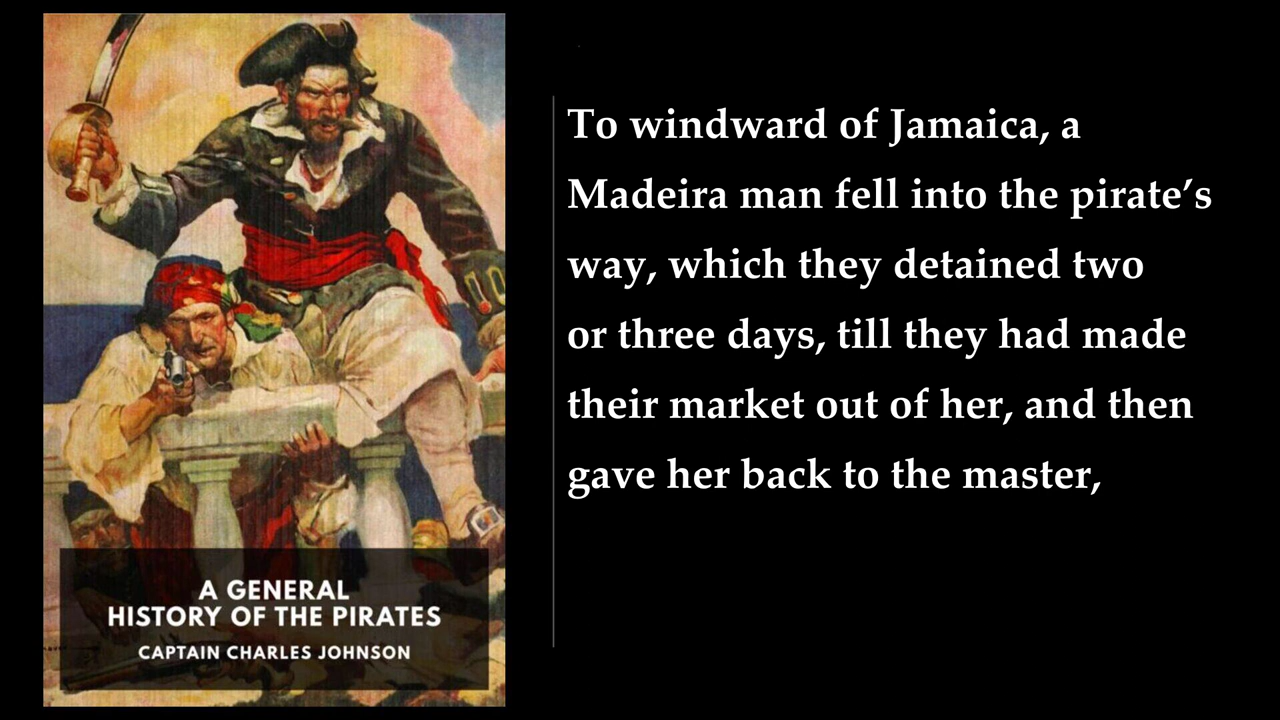 To windward of Jamaica, a
Madeira man fell into the pirate’s
way, which they detained two
or three days, till they had made
their market out of her, and then
gave her back to the master,
A GENERAL
HISTORY OF THE PIRATES
CAPTAIN CHARLES JOHNSON